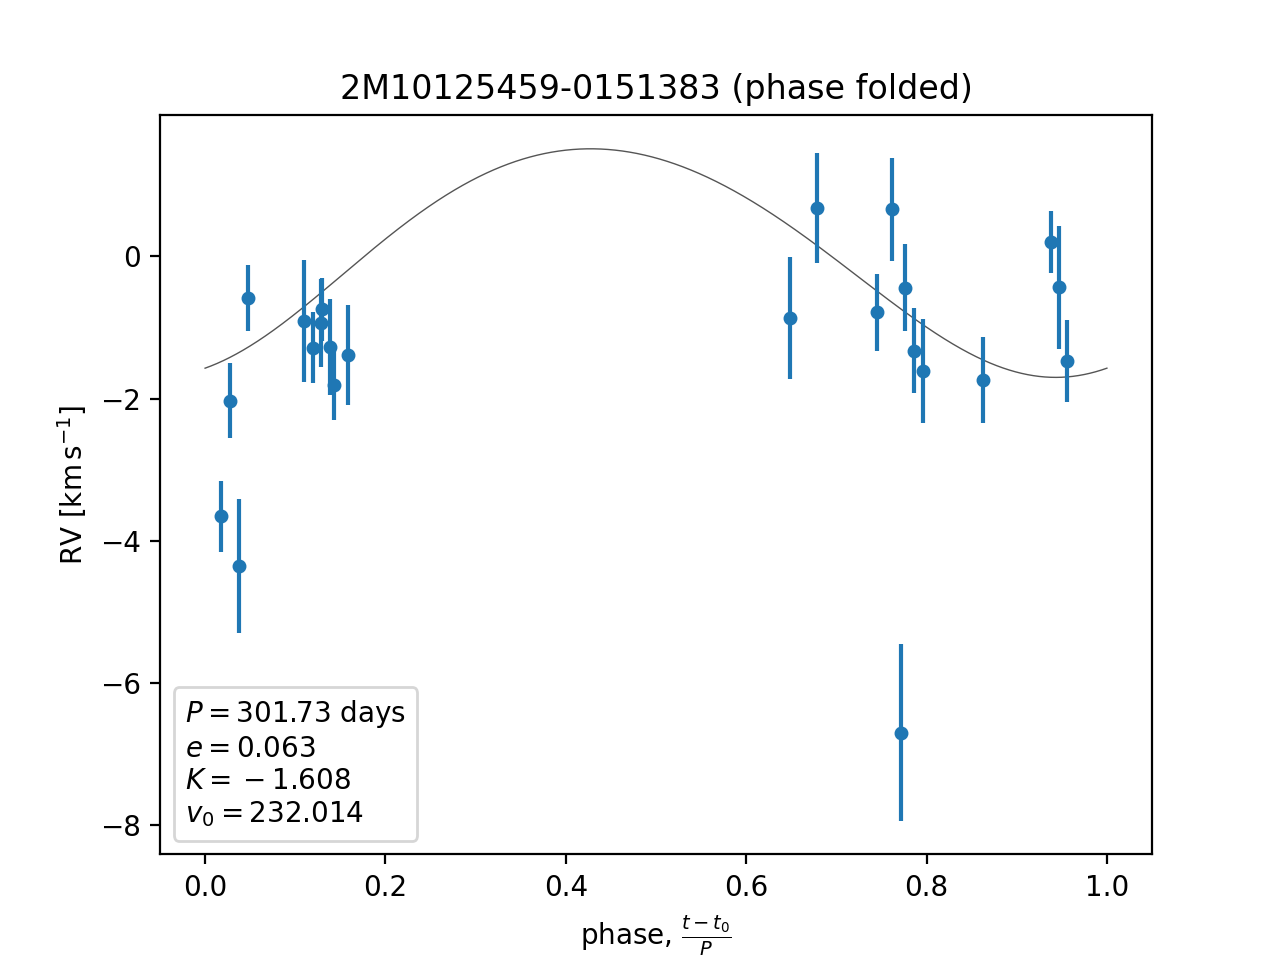 2M10125459-0151383 (phase folded)
RV [km s⁻¹]
0
−2
−4
−6
−8
P = 301.73 days
e = 0.063
K = −1.608
v₀ = 232.014
0.0 0.2 0.4 0.6 0.8 1.0
phase, (t − t₀)/P